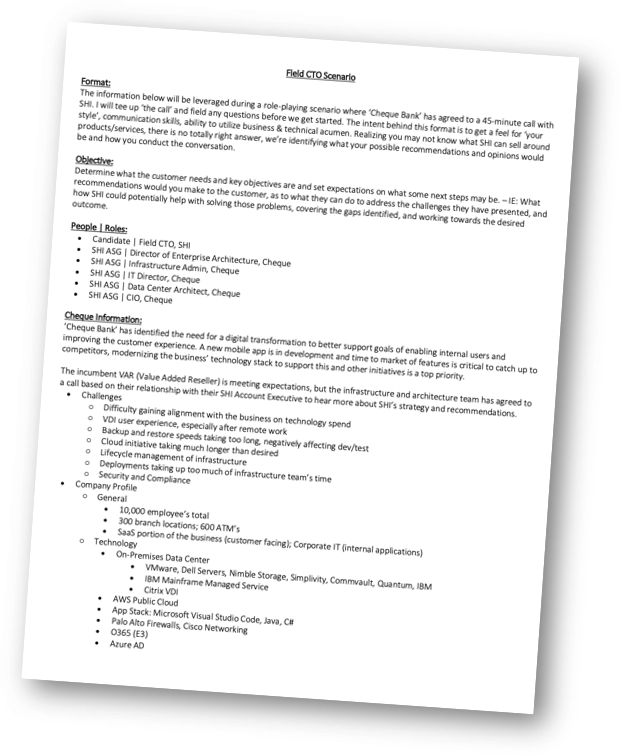 Field CTO Scenario
Format:
The information below will be leveraged during a role-playing scenario where ‘Cheque Bank’ has agreed to a 45-minute call with
SHI. I will tee up ‘the call’ and field any questions before we get started. The intent behind this format is to get a feel for ‘your
style’, communication skills, ability to utilize business & technical acumen. Realizing you may not know what SHI can sell around
products/services, there is no totally right answer, we’re identifying what your possible recommendations and opinions would
be and how you conduct the conversation.
Objective:
Determine what the customer needs and key objectives are and set expectations on what some next steps may be. – IE: What
recommendations would you make to the customer, as to what they can do to address the challenges they have presented, and
how SHI could potentially help with solving those problems, covering the gaps identified, and working towards the desired
outcome.
People | Roles:
• Candidate | Field CTO, SHI
• SHI ASG | Director of Enterprise Architecture, Cheque
• SHI ASG | Infrastructure Admin, Cheque
• SHI ASG | IT Director, Cheque
• SHI ASG | Data Center Architect, Cheque
• SHI ASG | CIO, Cheque
Cheque Information:
‘Cheque Bank’ has identified the need for a digital transformation to better support goals of enabling internal users and
improving the customer experience. A new mobile app is in development and time to market of features is critical to catch up to
competitors, modernizing the business’ technology stack to support this and other initiatives is a top priority.
The incumbent VAR (Value Added Reseller) is meeting expectations, but the infrastructure and architecture team has agreed to
a call based on their relationship with their SHI Account Executive to hear more about SHI’s strategy and recommendations.
• Challenges
o Difficulty gaining alignment with the business on technology spend
o VDI user experience, especially after remote work
o Backup and restore speeds taking too long, negatively affecting dev/test
o Cloud initiative taking much longer than desired
o Lifecycle management of infrastructure
o Deployments taking up too much of infrastructure team’s time
o Security and Compliance
• Company Profile
o General
• 10,000 employee’s total
• 300 branch locations; 600 ATM’s
• SaaS portion of the business (customer facing); Corporate IT (internal applications)
o Technology
• On-Premises Data Center
• VMware, Dell Servers, Nimble Storage, Simplivity, Commvault, Quantum, IBM
• IBM Mainframe Managed Service
• Citrix VDI
• AWS Public Cloud
• App Stack: Microsoft Visual Studio Code, Java, C#
• Palo Alto Firewalls, Cisco Networking
• O365 (E3)
• Azure AD